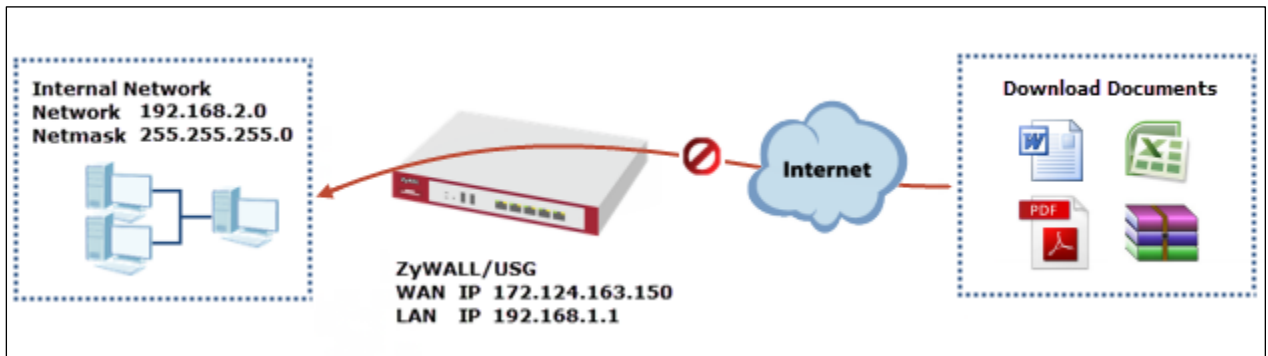 Internal Network
Network 192.168.2.0
Netmask 255.255.255.0
ZyWALL/USG
WAN IP 172.124.163.150
LAN IP 192.168.1.1
Internet
Download Documents
W
X
PDF